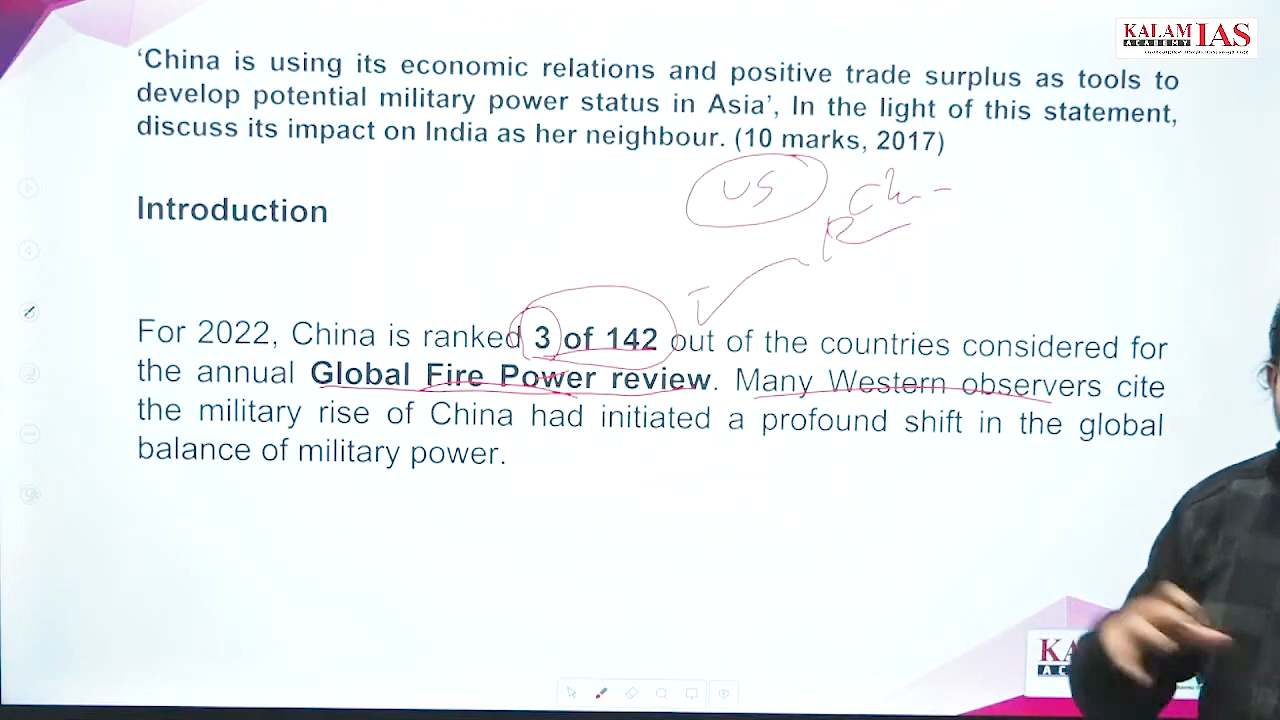 KALAM IAS
ACADEMY
‘China is using its economic relations and positive trade surplus as tools to
develop potential military power status in Asia’, In the light of this statement,
discuss its impact on India as her neighbour. (10 marks, 2017)
US
Introduction
For 2022, China is ranked 3 of 142 out of the countries considered for
the annual Global Fire Power review. Many Western observers cite
the military rise of China had initiated a profound shift in the global
balance of military power.
KA
AC